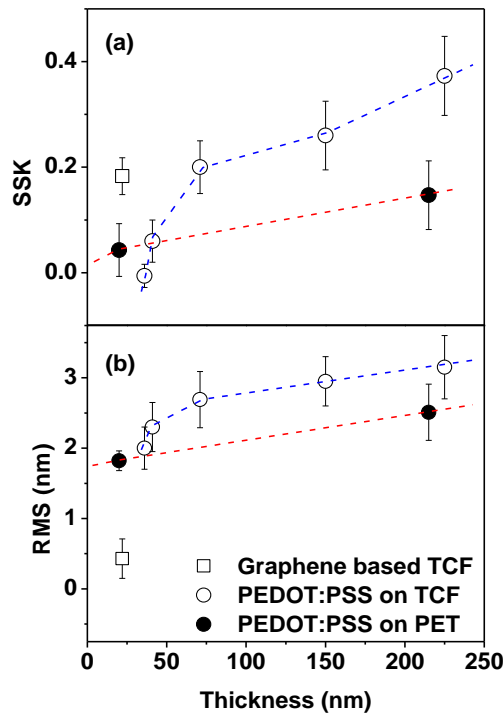 (a)
0.4
0.2
0.0
SSK
(b)
3
2
1
0
RMS (nm)
Graphene based TCF
PEDOT:PSS on TCF
PEDOT:PSS on PET
0 50 100 150 200 250
Thickness (nm)